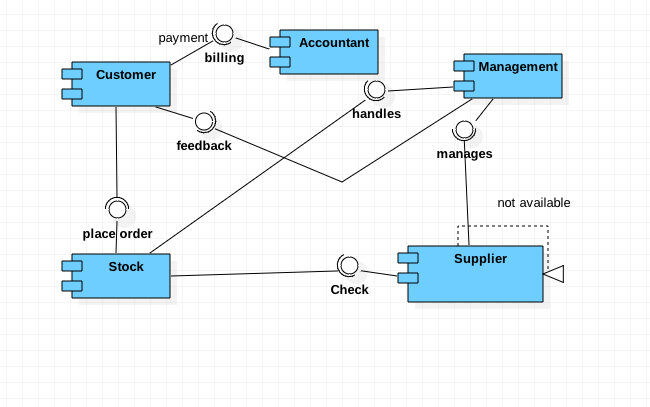 payment
billing
Accountant
Customer
Management
handles
feedback
manages
not available
place order
Stock
Supplier
Check